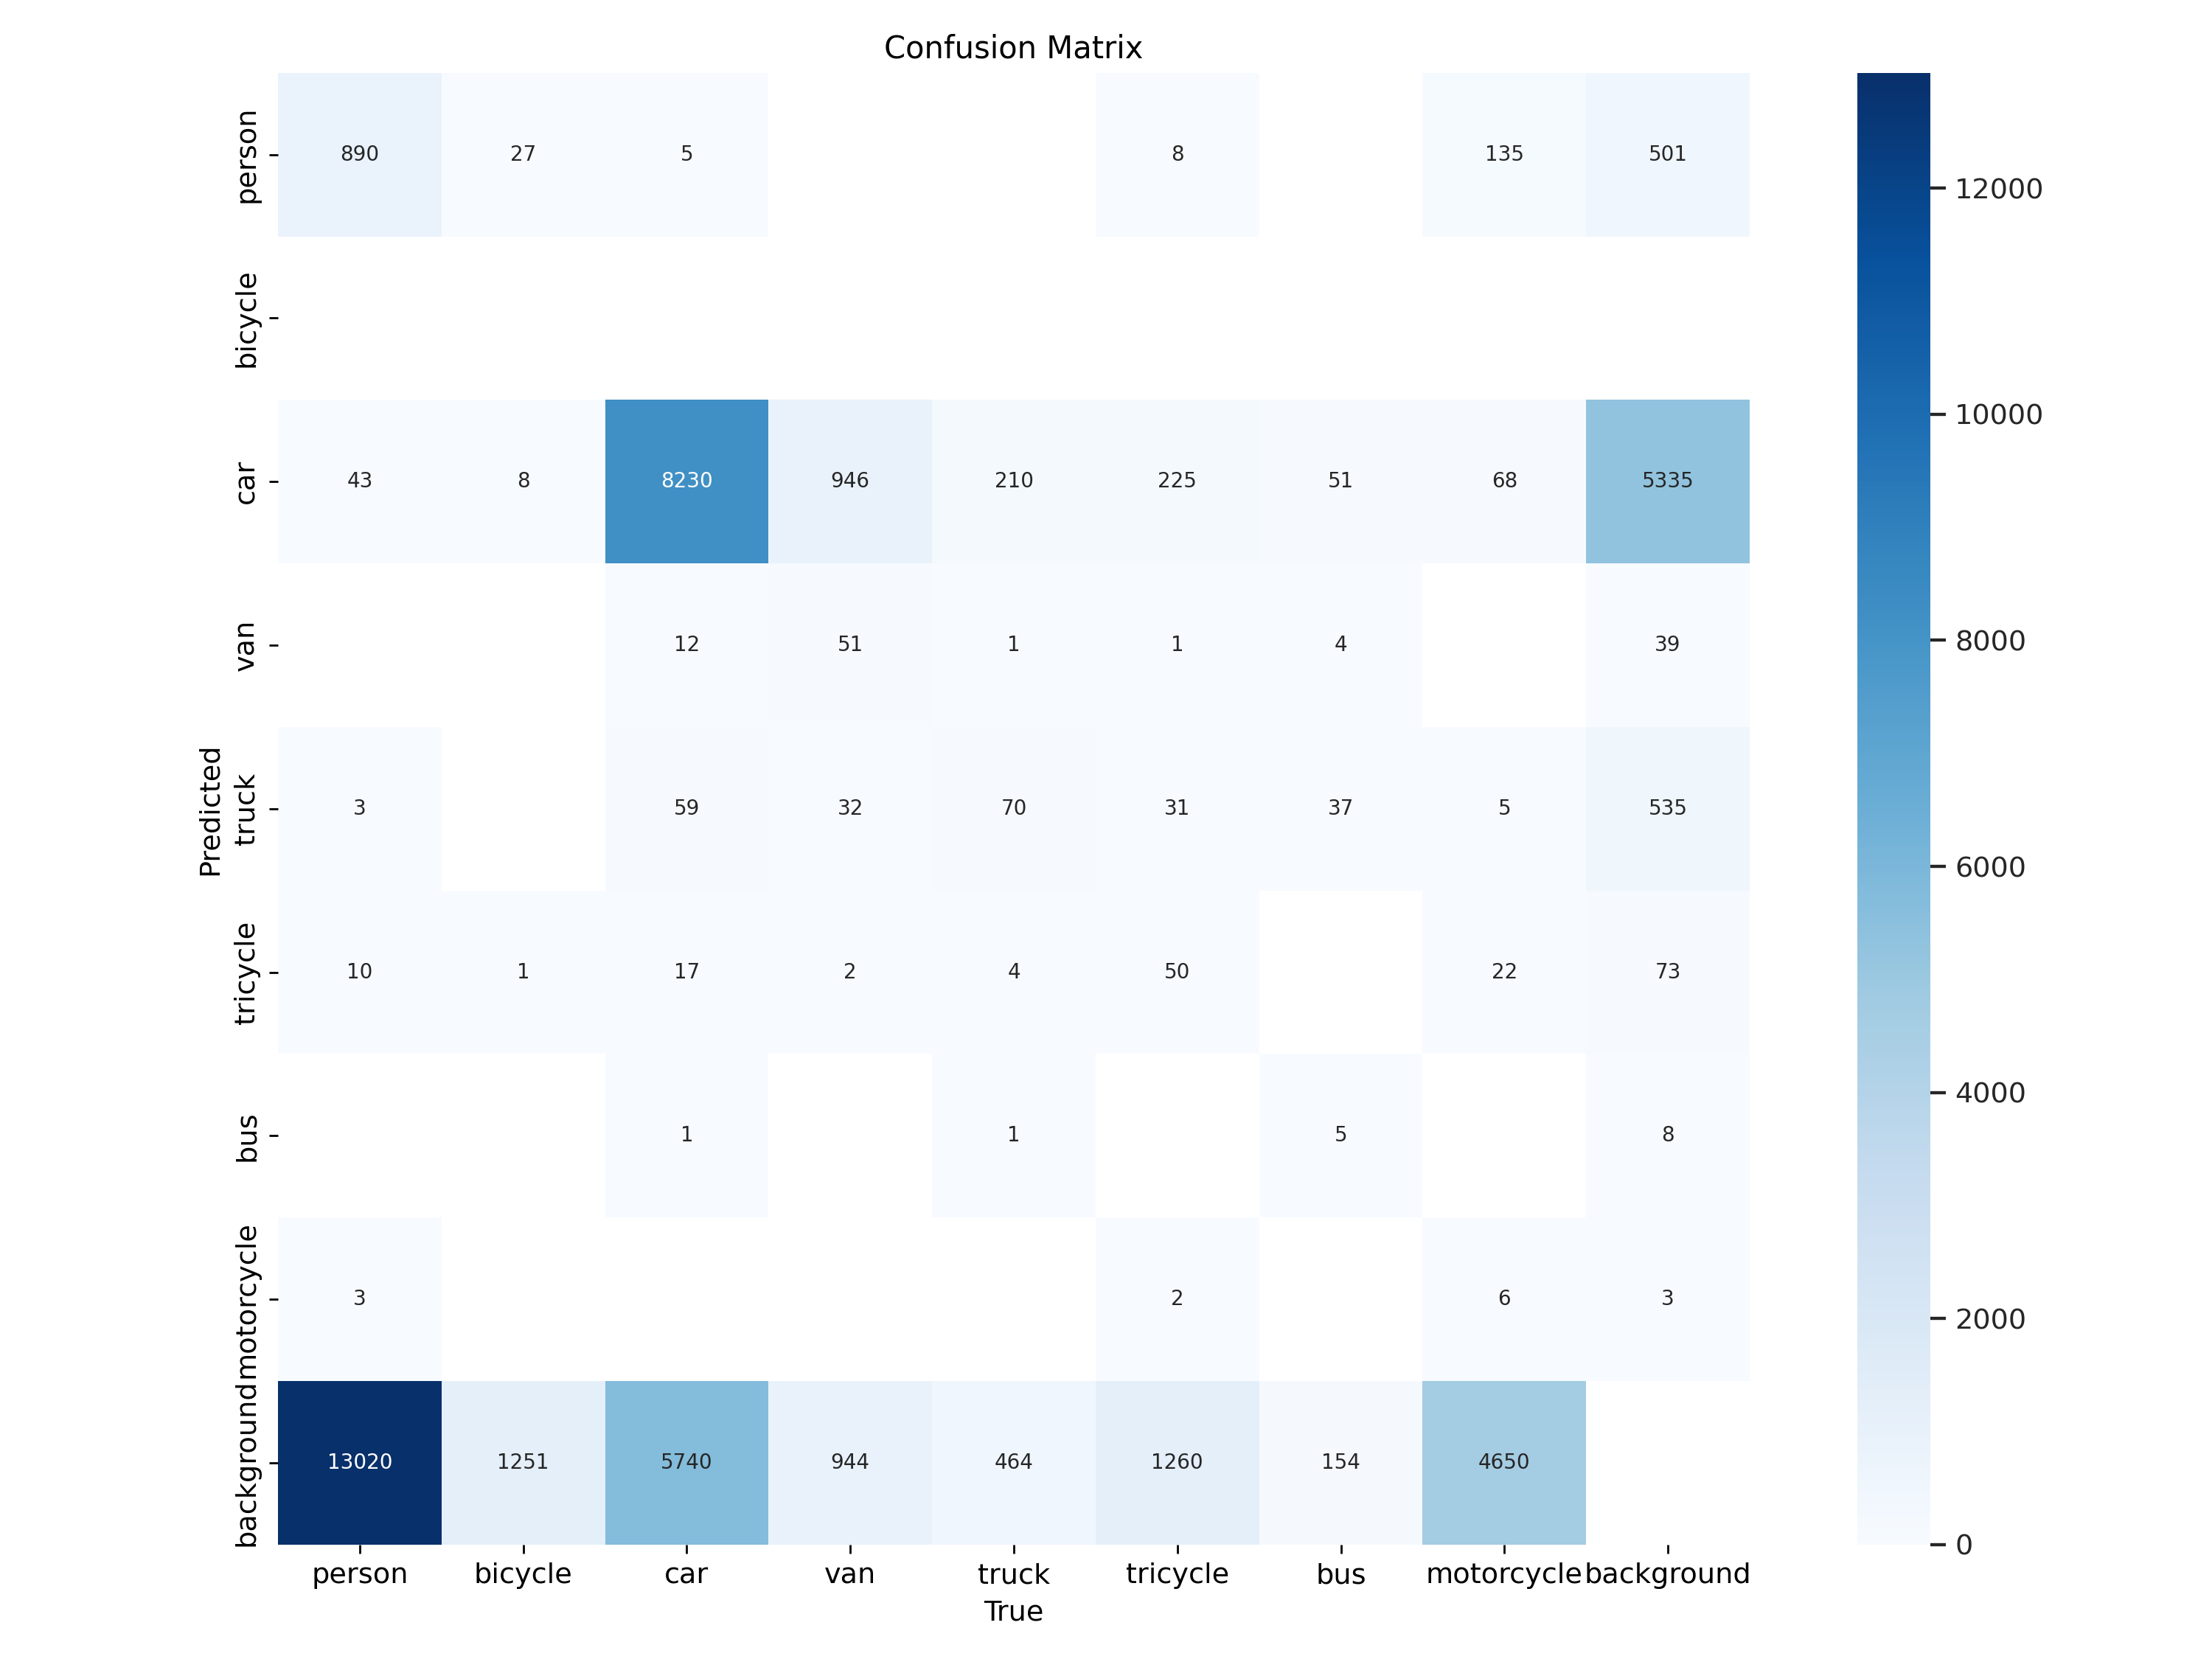 Confusion Matrix
person
890 27 5 8 135 501
bicycle
car
43 8 8230 946 210 225 51 68 5335
van
12 51 1 1 4 39
Predicted
truck
3 59 32 70 31 37 5 535
tricycle
10 1 17 2 4 50 22 73
bus
1 1 5 8
motorcycle
3 2 6 3
background
13020 1251 5740 944 464 1260 154 4650
person bicycle car van truck tricycle bus motorcycle background
True
12000
10000
8000
6000
4000
2000
0